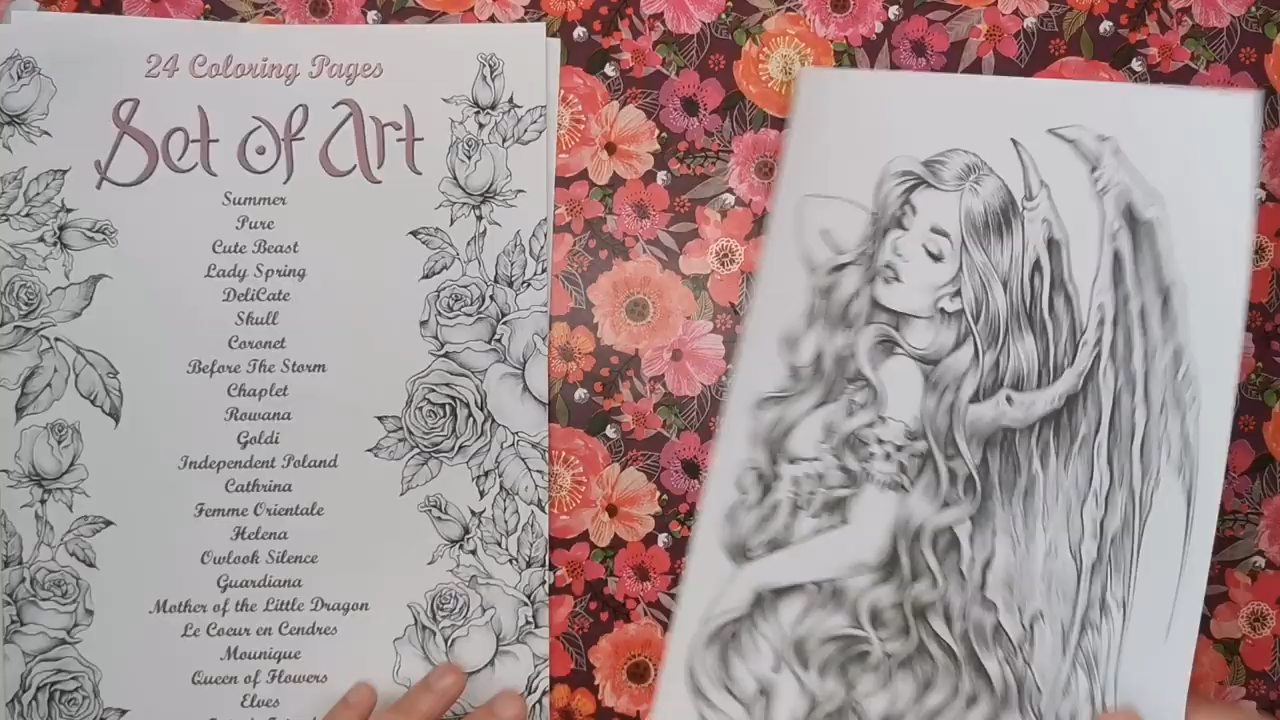 24 Coloring Pages
Set of Art
Summer
Pure
Cute Beast
Lady Spring
DeliCate
Skull
Coronet
Before The Storm
Chaplet
Rowana
Goldi
Independent Poland
Cathrina
Femme Orientale
Helena
Owlook Silence
Guardiana
Mother of the Little Dragon
Le Coeur en Cendres
Mounique
Queen of Flowers
Elves